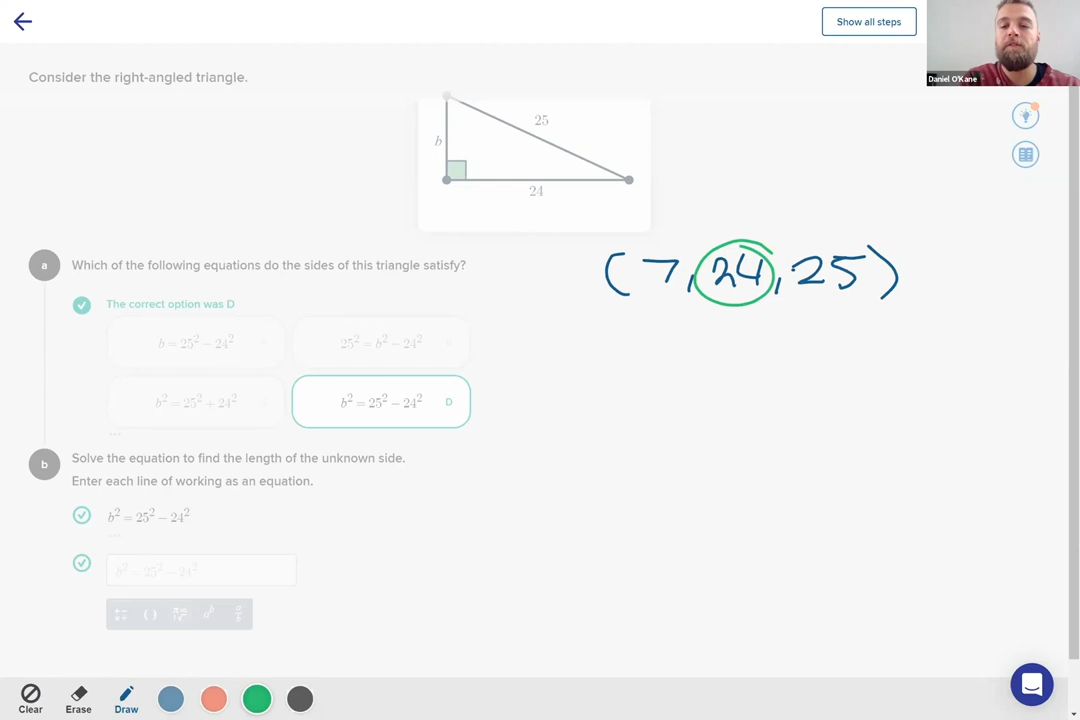 Show all steps
Daniel O'Kane
Consider the right-angled triangle.
25
b
24
(7,24,25)
a
Which of the following equations do the sides of this triangle satisfy?
The correct option was D
b = 25² − 24²
25² = b² − 24²
b² = 25² + 24²
b² = 25² − 24² D
...
b
Solve the equation to find the length of the unknown side.
Enter each line of working as an equation.
b² = 25² − 24²
...
b² = 25² − 24²
Clear Erase Draw